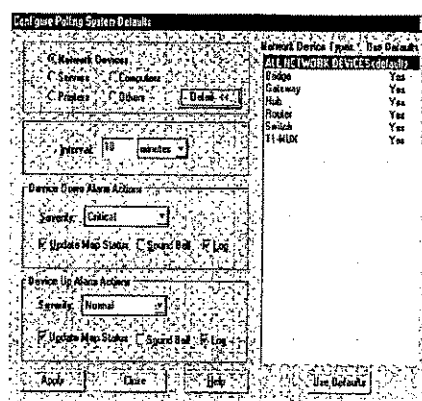 Configure Polling System Defaults
Network Devices
Servers Computers
Printers Others Detail <<
Interval: 10 minutes
Device Down Alarm Actions
Severity: Critical
Update Map Status Sound Bell Log
Device Up Alarm Actions
Severity: Normal
Update Map Status Sound Bell Log
Apply Close Help
Network Device Types Use Defaults
ALL NETWORK DEVICES<default>
Bridge Yes
Gateway Yes
Hub Yes
Router Yes
Switch Yes
T1-MUX Yes
Use Defaults